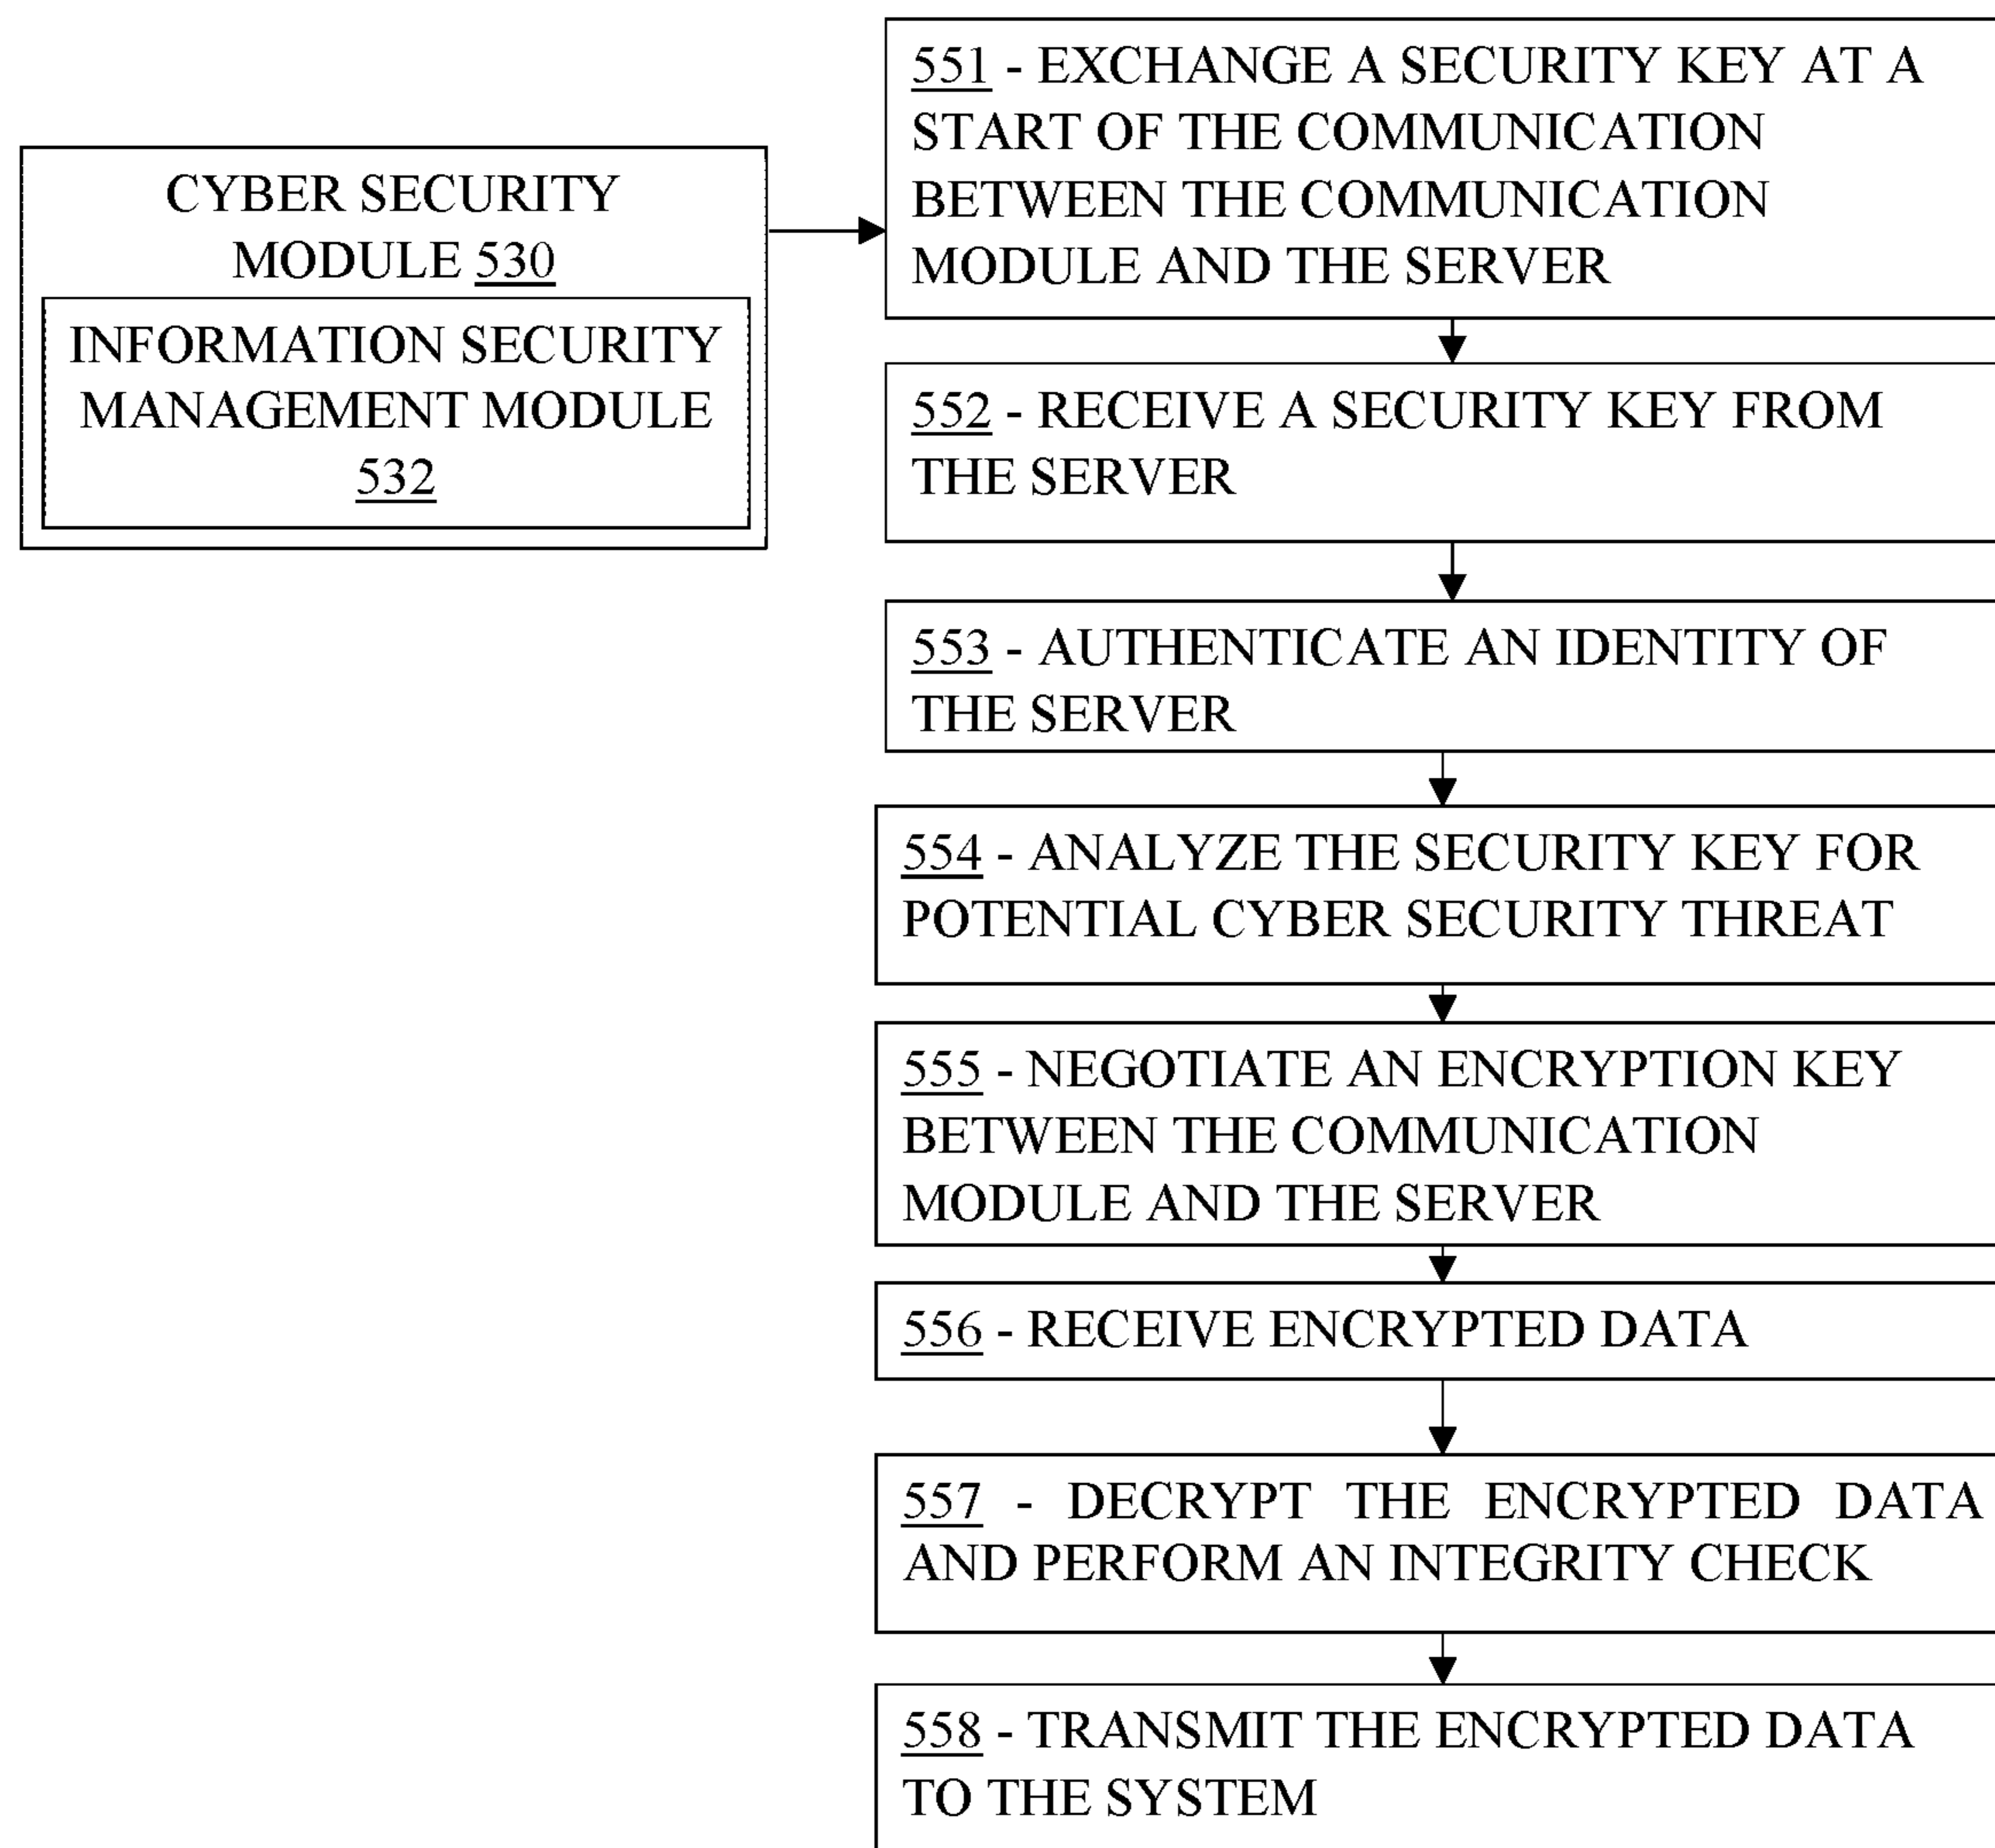 CYBER SECURITY
MODULE 530
INFORMATION SECURITY
MANAGEMENT MODULE
532
551 - EXCHANGE A SECURITY KEY AT A
START OF THE COMMUNICATION
BETWEEN THE COMMUNICATION
MODULE AND THE SERVER
552 - RECEIVE A SECURITY KEY FROM
THE SERVER
553 - AUTHENTICATE AN IDENTITY OF
THE SERVER
554 - ANALYZE THE SECURITY KEY FOR
POTENTIAL CYBER SECURITY THREAT
555 - NEGOTIATE AN ENCRYPTION KEY
BETWEEN THE COMMUNICATION
MODULE AND THE SERVER
556 - RECEIVE ENCRYPTED DATA
557 - DECRYPT THE ENCRYPTED DATA
AND PERFORM AN INTEGRITY CHECK
558 - TRANSMIT THE ENCRYPTED DATA
TO THE SYSTEM